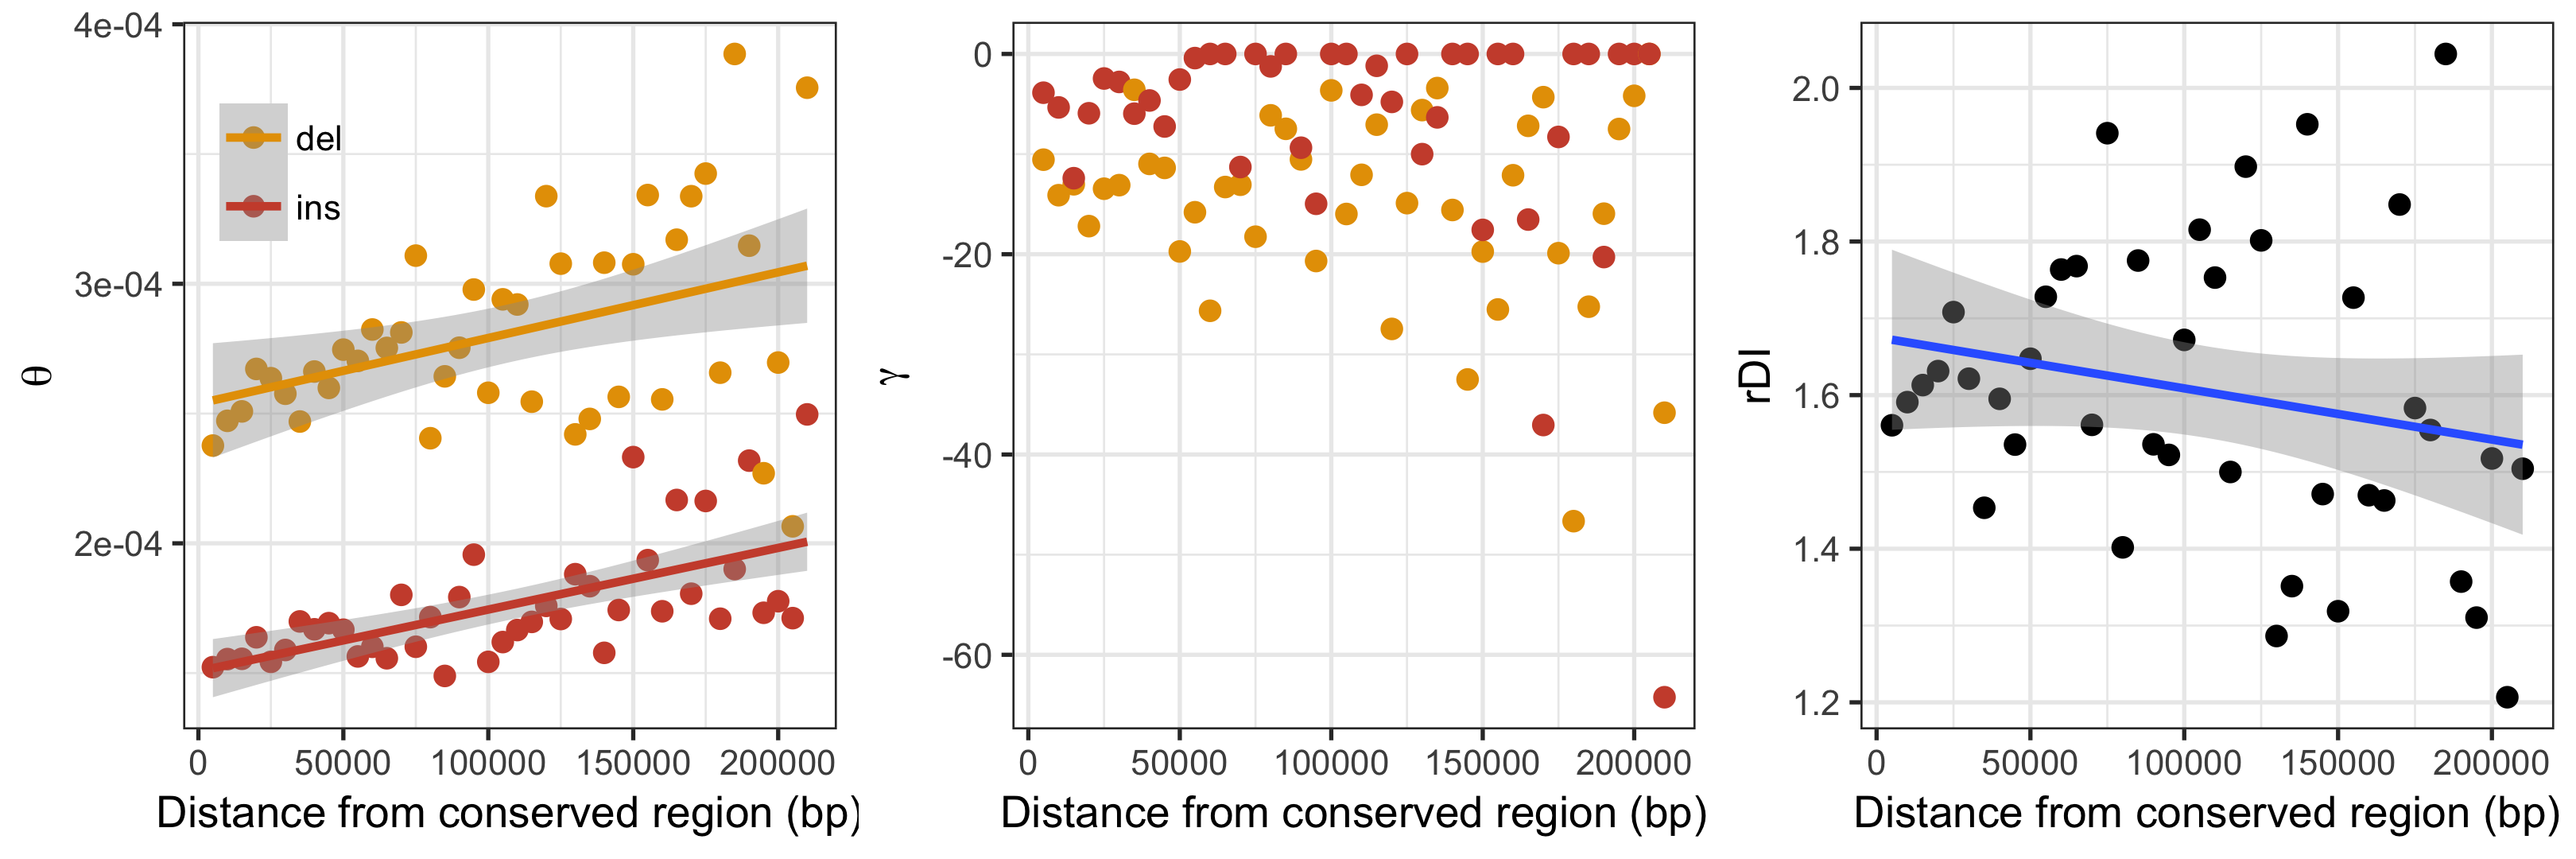 4e-04
3e-04
2e-04
θ
del
ins
0 50000 100000 150000 200000
Distance from conserved region (bp)
0
-20
-40
-60
γ
0 50000 100000 150000 200000
Distance from conserved region (bp)
2.0
1.8
1.6
1.4
1.2
rDI
0 50000 100000 150000 200000
Distance from conserved region (bp)